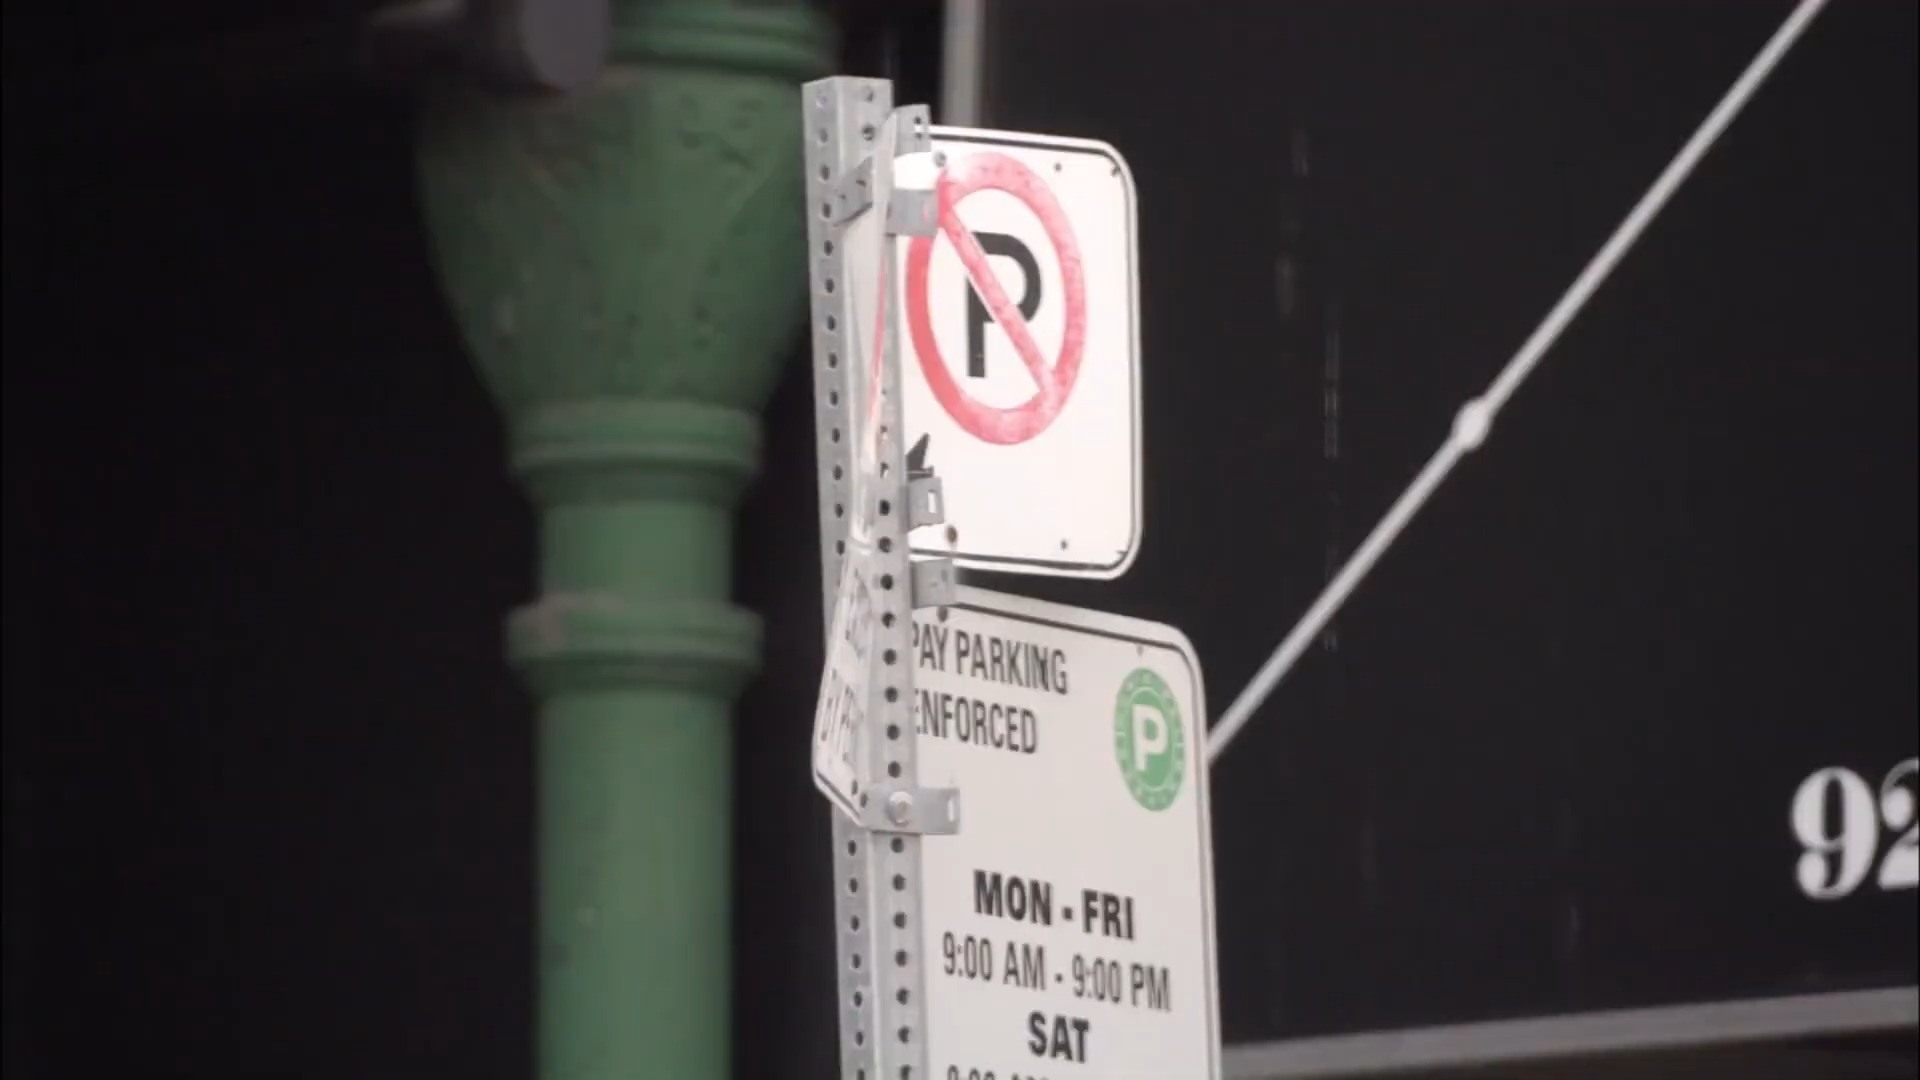 P
PAY PARKING
ENFORCED
P
MON - FRI
9:00 AM - 9:00 PM
SAT
92